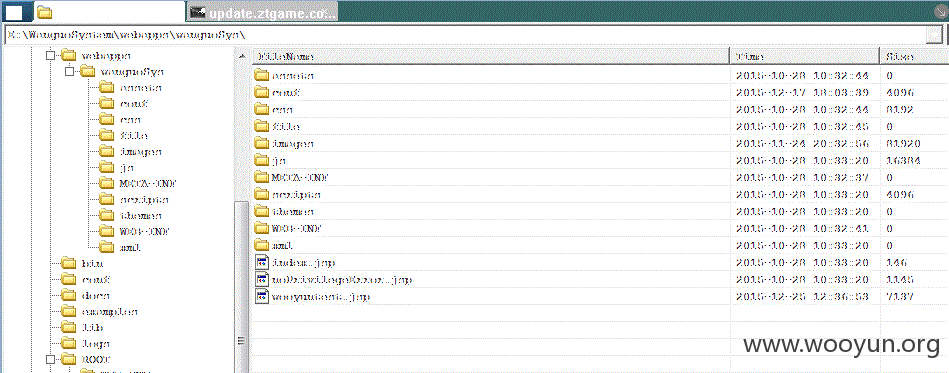 update.ztgame.co...
E:\WanguoSystem\webapps\wanguoSys\
webapps
wanguoSys
assets
conf
css
file
images
js
META-INF
scripts
themes
WEB-INF
xml
bin
conf
docs
examples
lib
logs
ROOT
FileName Time Size
assets 2015-10-28 10:32:44 0
conf 2015-12-17 18:03:39 4096
css 2015-10-28 10:32:44 8192
file 2015-10-28 10:32:45 0
images 2015-11-24 20:32:56 81920
js 2015-10-28 10:33:20 16384
META-INF 2015-10-28 10:32:37 0
scripts 2015-10-28 10:33:20 4096
themes 2015-10-28 10:33:20 0
WEB-INF 2015-10-28 10:32:41 0
xml 2015-10-28 10:33:20 0
index.jsp 2015-10-28 10:33:20 146
noPrivilegeError.jsp 2015-10-28 10:33:20 1145
wooyuntest.jsp 2015-12-25 12:36:53 7137
www.wooyun.org